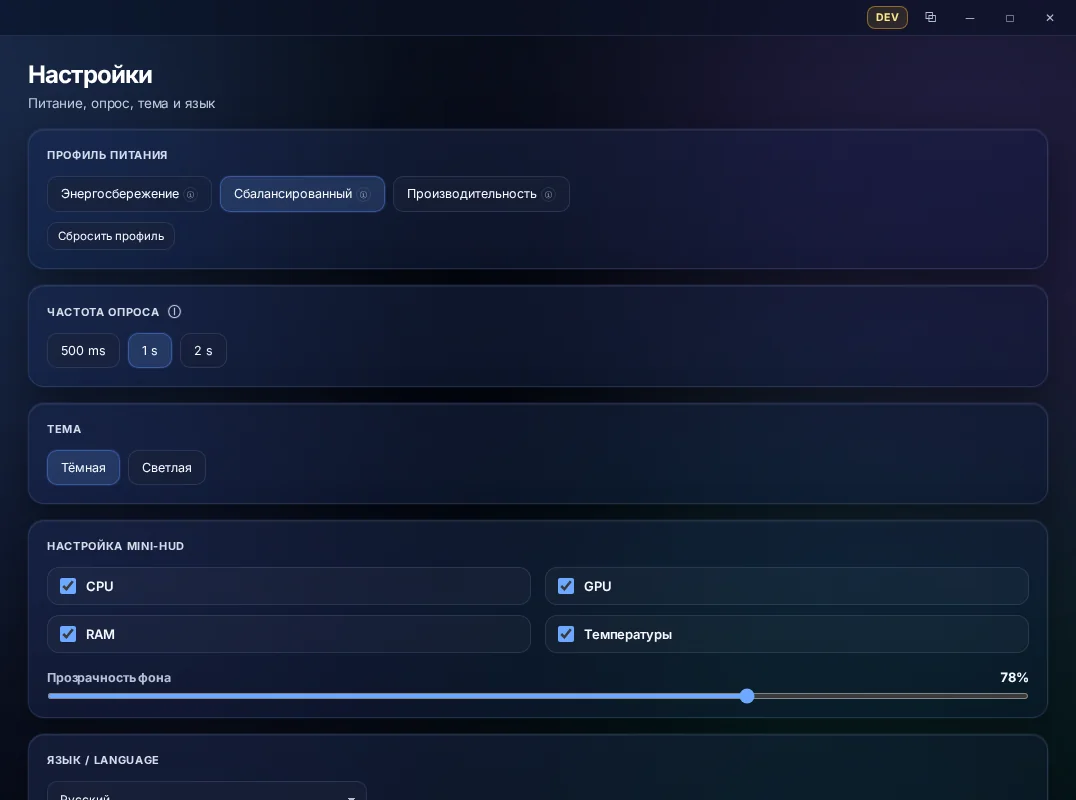 DEV
Настройки
Питание, опрос, тема и язык
ПРОФИЛЬ ПИТАНИЯ
Энергосбережение Сбалансированный Производительность
Сбросить профиль
ЧАСТОТА ОПРОСА
500 ms 1 s 2 s
ТЕМА
Тёмная Светлая
НАСТРОЙКА MINI-HUD
CPU GPU
RAM Температуры
Прозрачность фона 78%
ЯЗЫК / LANGUAGE
Русский